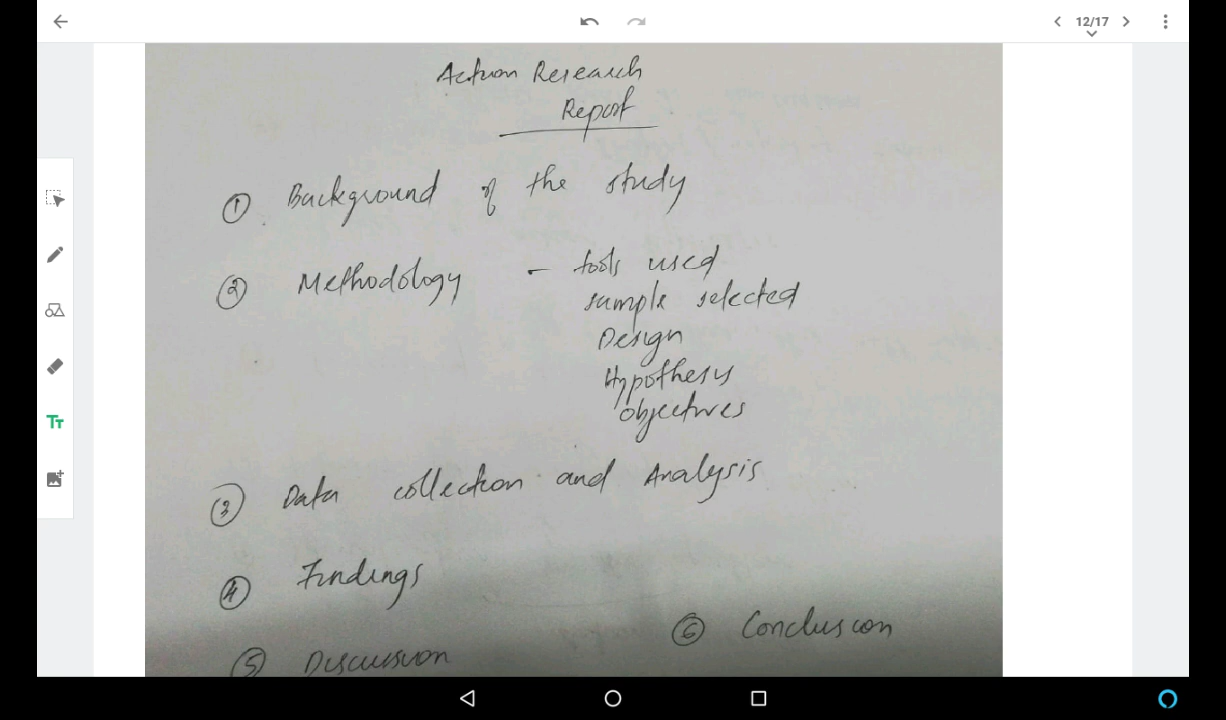 12/17
Action Research
Report
① Background of the study
② Methodology - tools used
sample selected
Design
Hypothesis
objectives
③ Data collection and Analysis
④ Findings
⑥ Conclusion
⑤ Discussion
TT